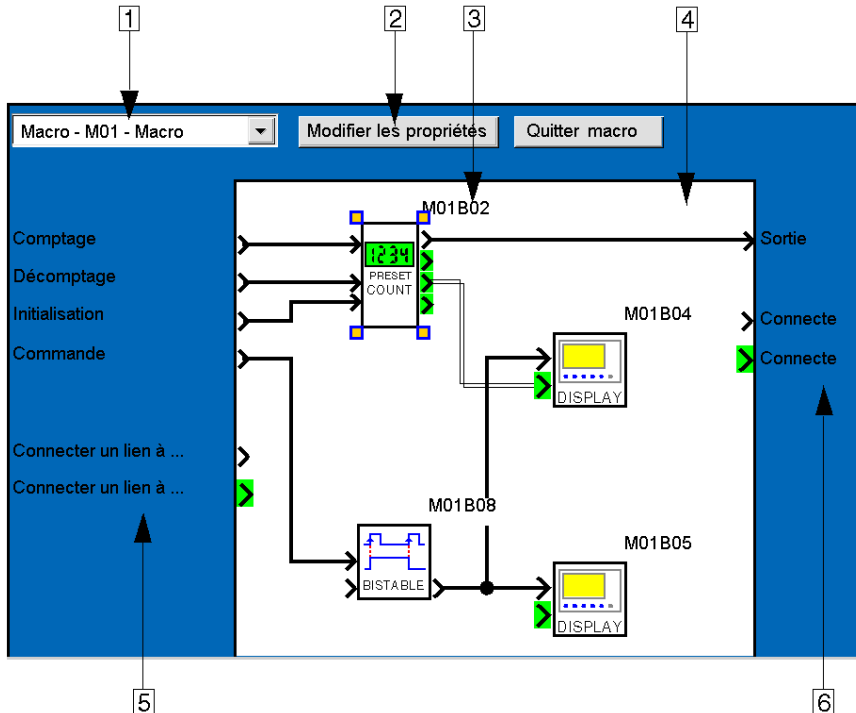 1
2
3
4
Macro - M01 - Macro
Modifier les propriétés
Quitter macro
M01B02
Comptage
1234
Sortie
Décomptage
PRESET
COUNT
Initialisation
M01B04
Connecte
Commande
Connecte
DISPLAY
Connecter un lien à ...
Connecter un lien à ...
M01B08
M01B05
BISTABLE
DISPLAY
5
6